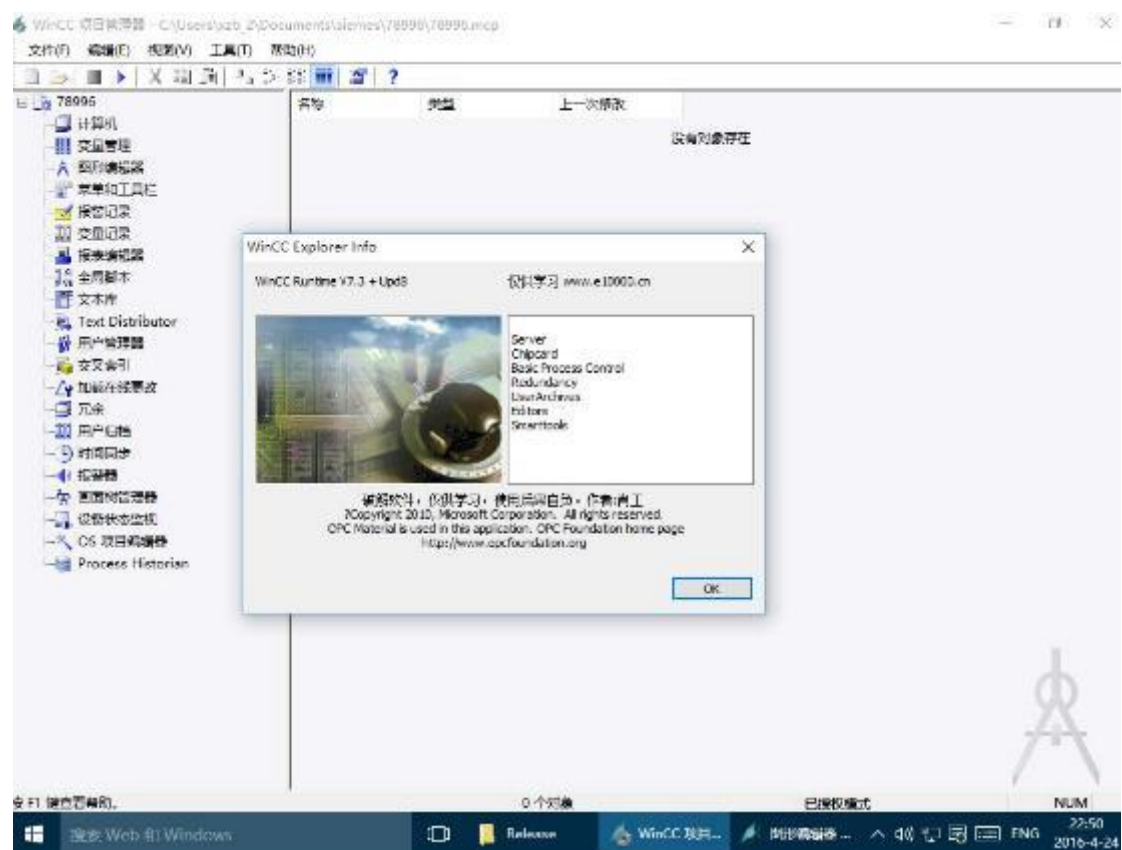 WinCC 项目管理器 - C:\Users\xzb_2\Documents\siemes\78996\78996.mcp
文件(F) 编辑(E) 视图(V) 工具(T) 帮助(H)
78996
名称 类型 上一次修改
没有对象存在
计算机
变量管理
图形编辑器
菜单和工具栏
报警记录
变量记录
报表编辑器
全局脚本
文本库
Text Distributor
用户管理器
交叉索引
加载在线更改
冗余
用户归档
时间同步
报警器
画面树管理器
设备状态监视
OS 项目编辑器
Process Historian
WinCC Explorer Info
WinCC Runtime V7.3 + Upd8 仅供学习 www.e10000.cn
Server
Chipcard
Basic Process Control
Redundancy
UserArchives
Editors
Smarttools
破解软件，仅供学习，使用后果自负，作者:肖工
?Copyright 2010, Microsoft Corporation. All rights reserved.
OPC Material is used in this application. OPC Foundation home page
http://www.opcfoundation.org
OK
按 F1 键查看帮助。 0 个对象 已授权模式 NUM
搜索 Web 和 Windows Release WinCC 项目... 图形编辑器 ... ENG 22:50
2016-4-24